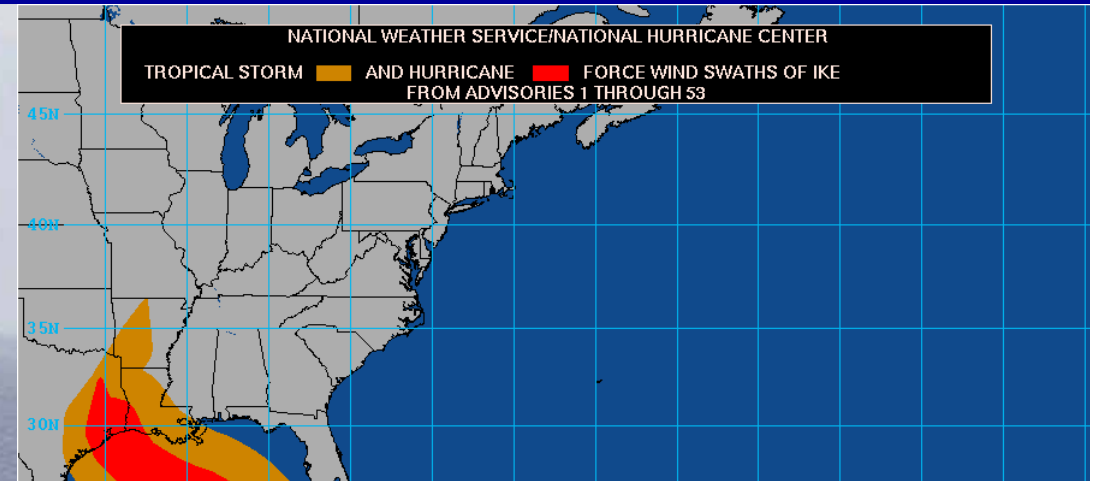 NATIONAL WEATHER SERVICE/NATIONAL HURRICANE CENTER
TROPICAL STORM AND HURRICANE FORCE WIND SWATHS OF IKE
FROM ADVISORIES 1 THROUGH 53
45N
40N
35N
30N